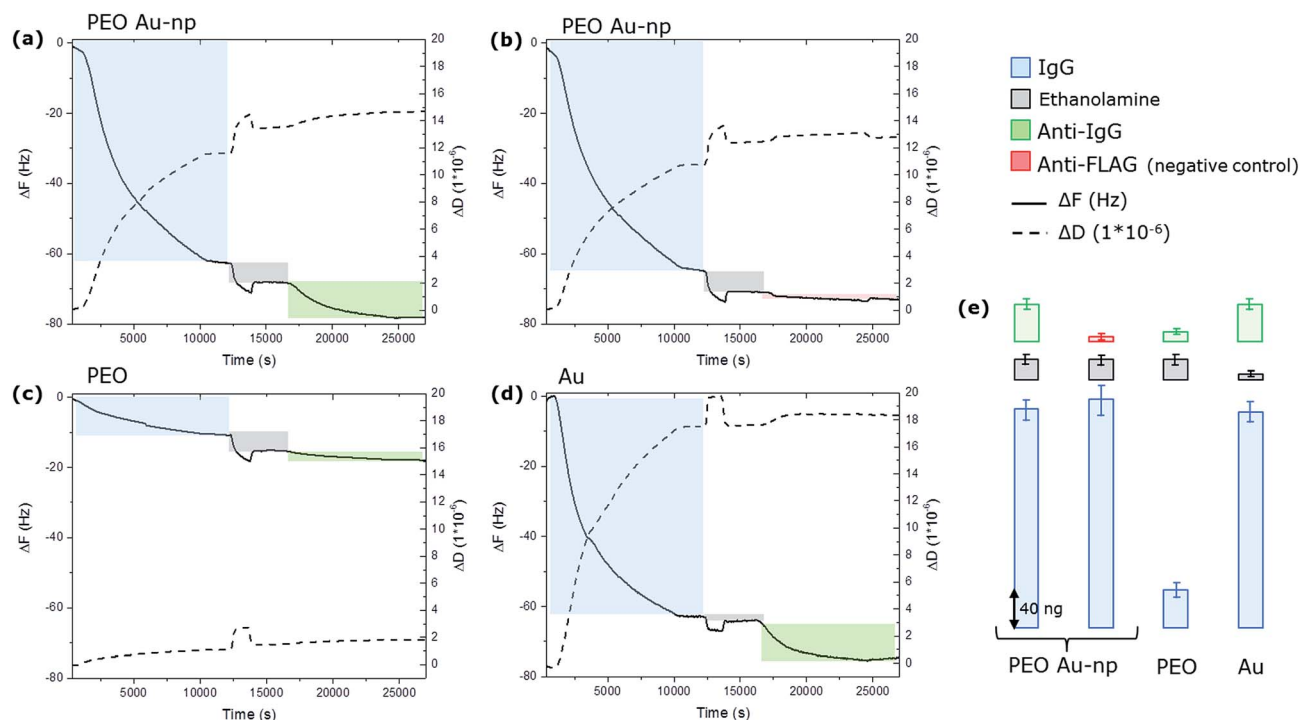 (a) PEO Au-np
0
-20
-40
-60
-80
ΔF (Hz)
20
18
16
14
12
10
8
6
4
2
0
ΔD (1*10⁻⁶)
5000 10000 15000 20000 25000
Time (s)
(b) PEO Au-np
0
-20
-40
-60
-80
ΔF (Hz)
20
18
16
14
12
10
8
6
4
2
0
ΔD (1*10⁻⁶)
5000 10000 15000 20000 25000
Time (s)
IgG
Ethanolamine
Anti-IgG
Anti-FLAG (negative control)
ΔF (Hz)
ΔD (1*10⁻⁶)
(c) PEO
0
-20
-40
-60
-80
ΔF (Hz)
20
18
16
14
12
10
8
6
4
2
0
ΔD (1*10⁻⁶)
5000 10000 15000 20000 25000
Time (s)
(d) Au
0
-20
-40
-60
-80
ΔF (Hz)
20
18
16
14
12
10
8
6
4
2
0
ΔD (1*10⁻⁶)
5000 10000 15000 20000 25000
Time (s)
(e)
40 ng
PEO Au-np PEO Au